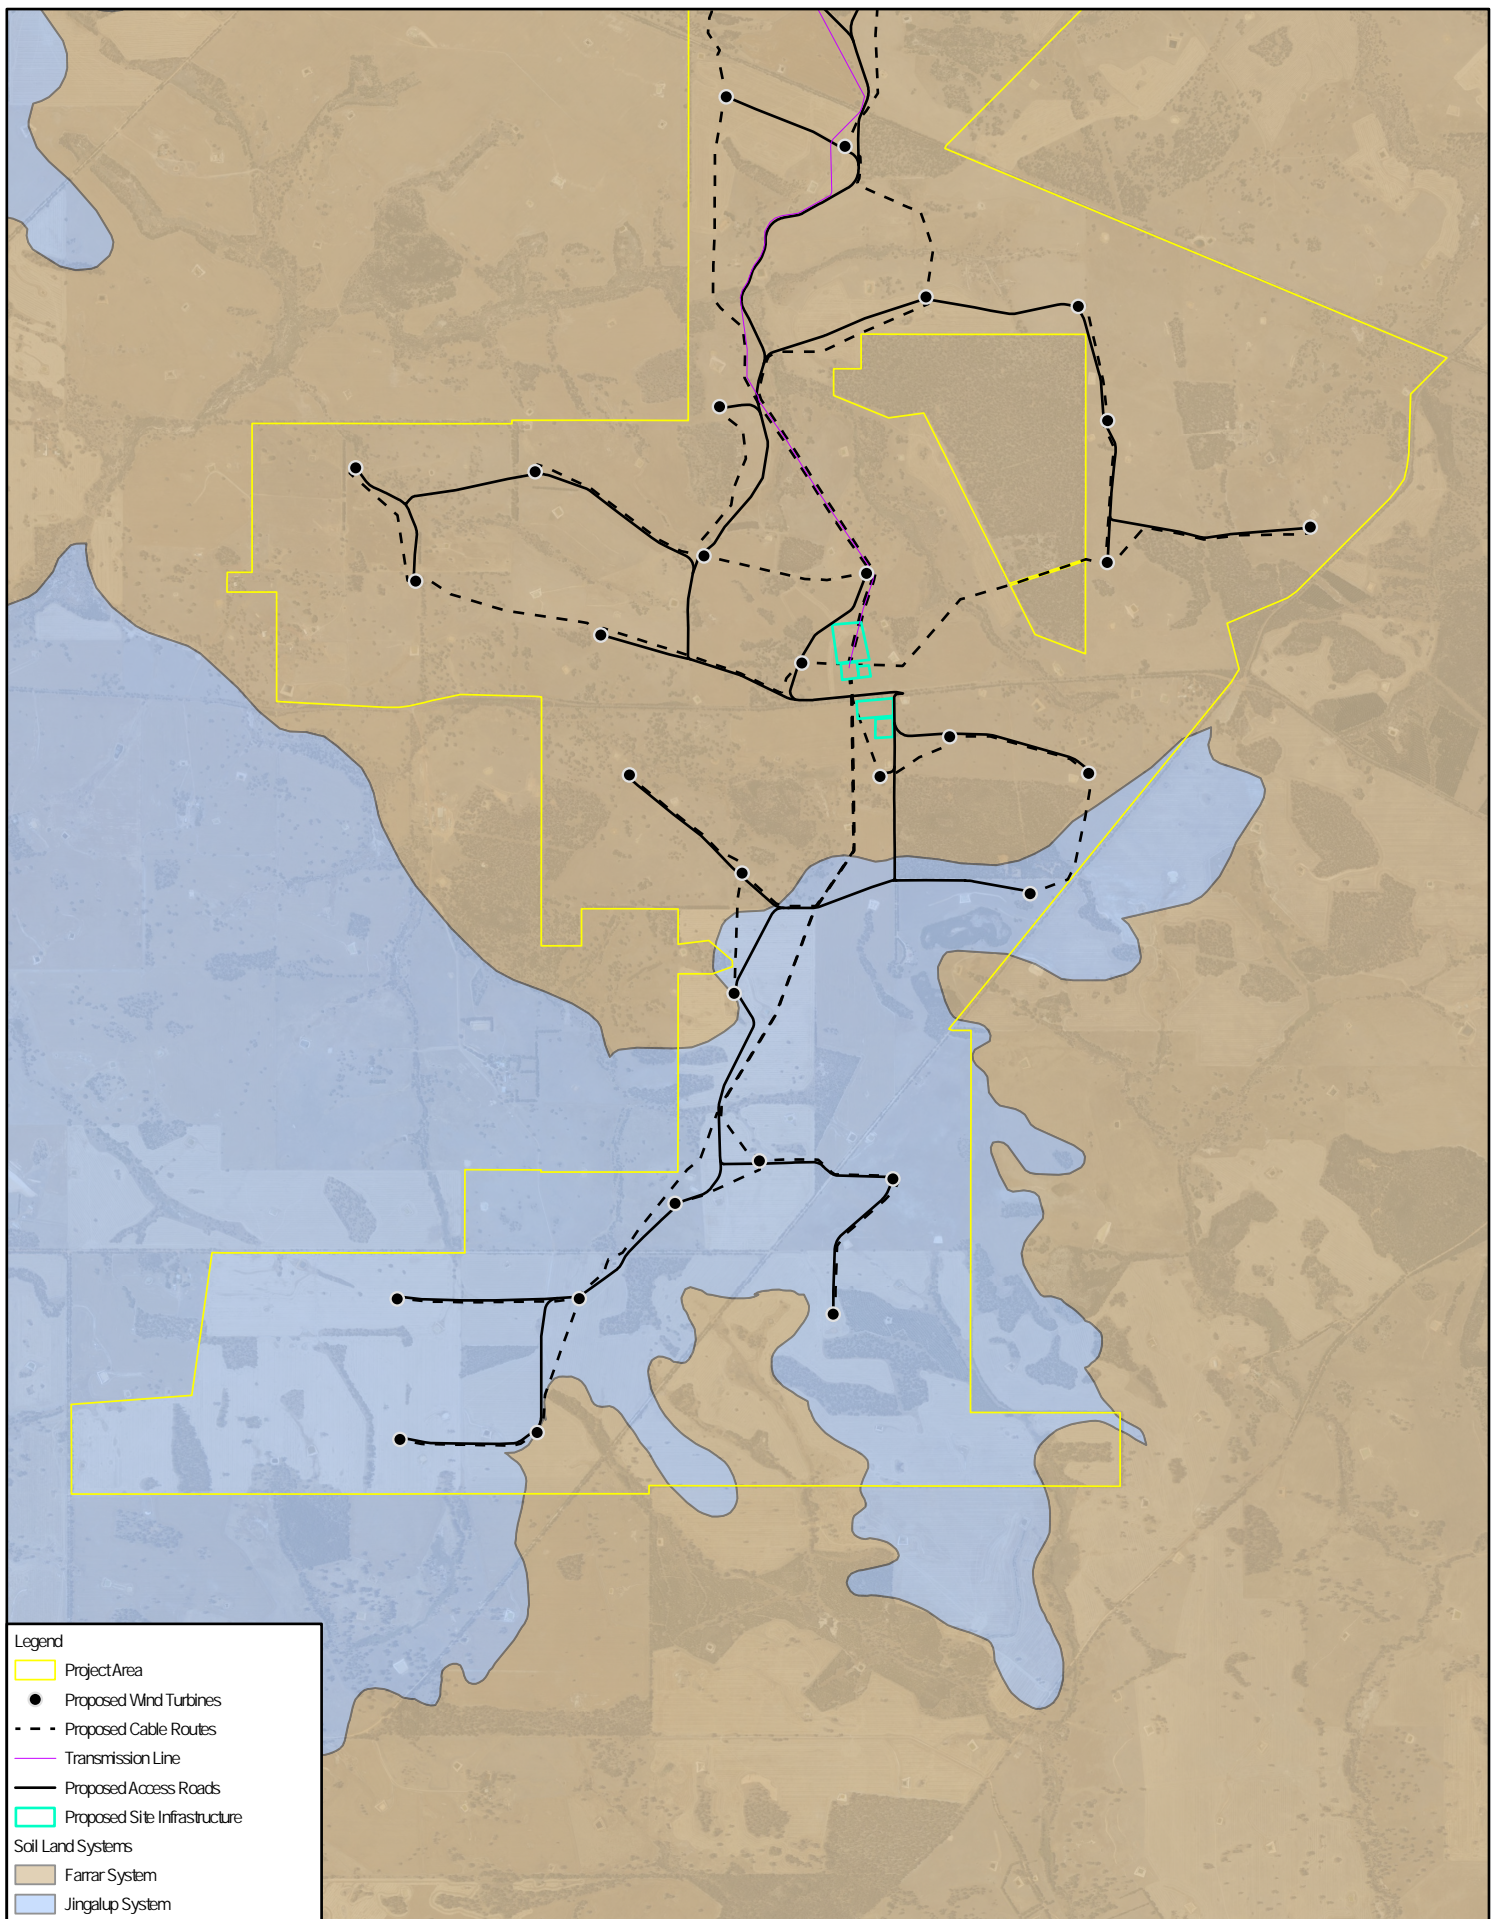 Legend
Project Area
Proposed Wind Turbines
Proposed Cable Routes
Transmission Line
Proposed Access Roads
Proposed Site Infrastructure
Soil Land Systems
Farrar System
Jingalup System